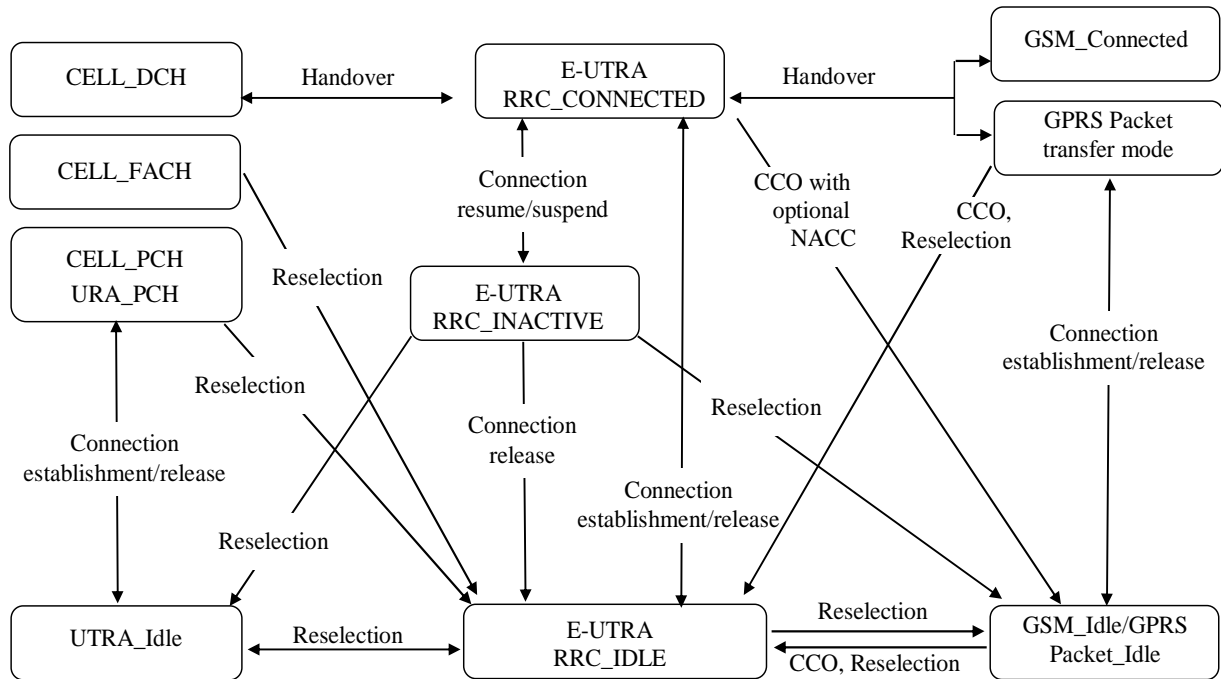 GSM_Connected
CELL_DCH
Handover
E-UTRA
RRC_CONNECTED
Handover
GPRS Packet
transfer mode
CELL_FACH
Connection
resume/suspend
CCO with
optional
NACC
CCO,
Reselection
CELL_PCH
URA_PCH
Reselection
E-UTRA
RRC_INACTIVE
Connection
establishment/release
Reselection
Reselection
Connection
release
Connection
establishment/release
Connection
establishment/release
Reselection
UTRA_Idle
Reselection
E-UTRA
RRC_IDLE
Reselection
CCO, Reselection
GSM_Idle/GPRS
Packet_Idle